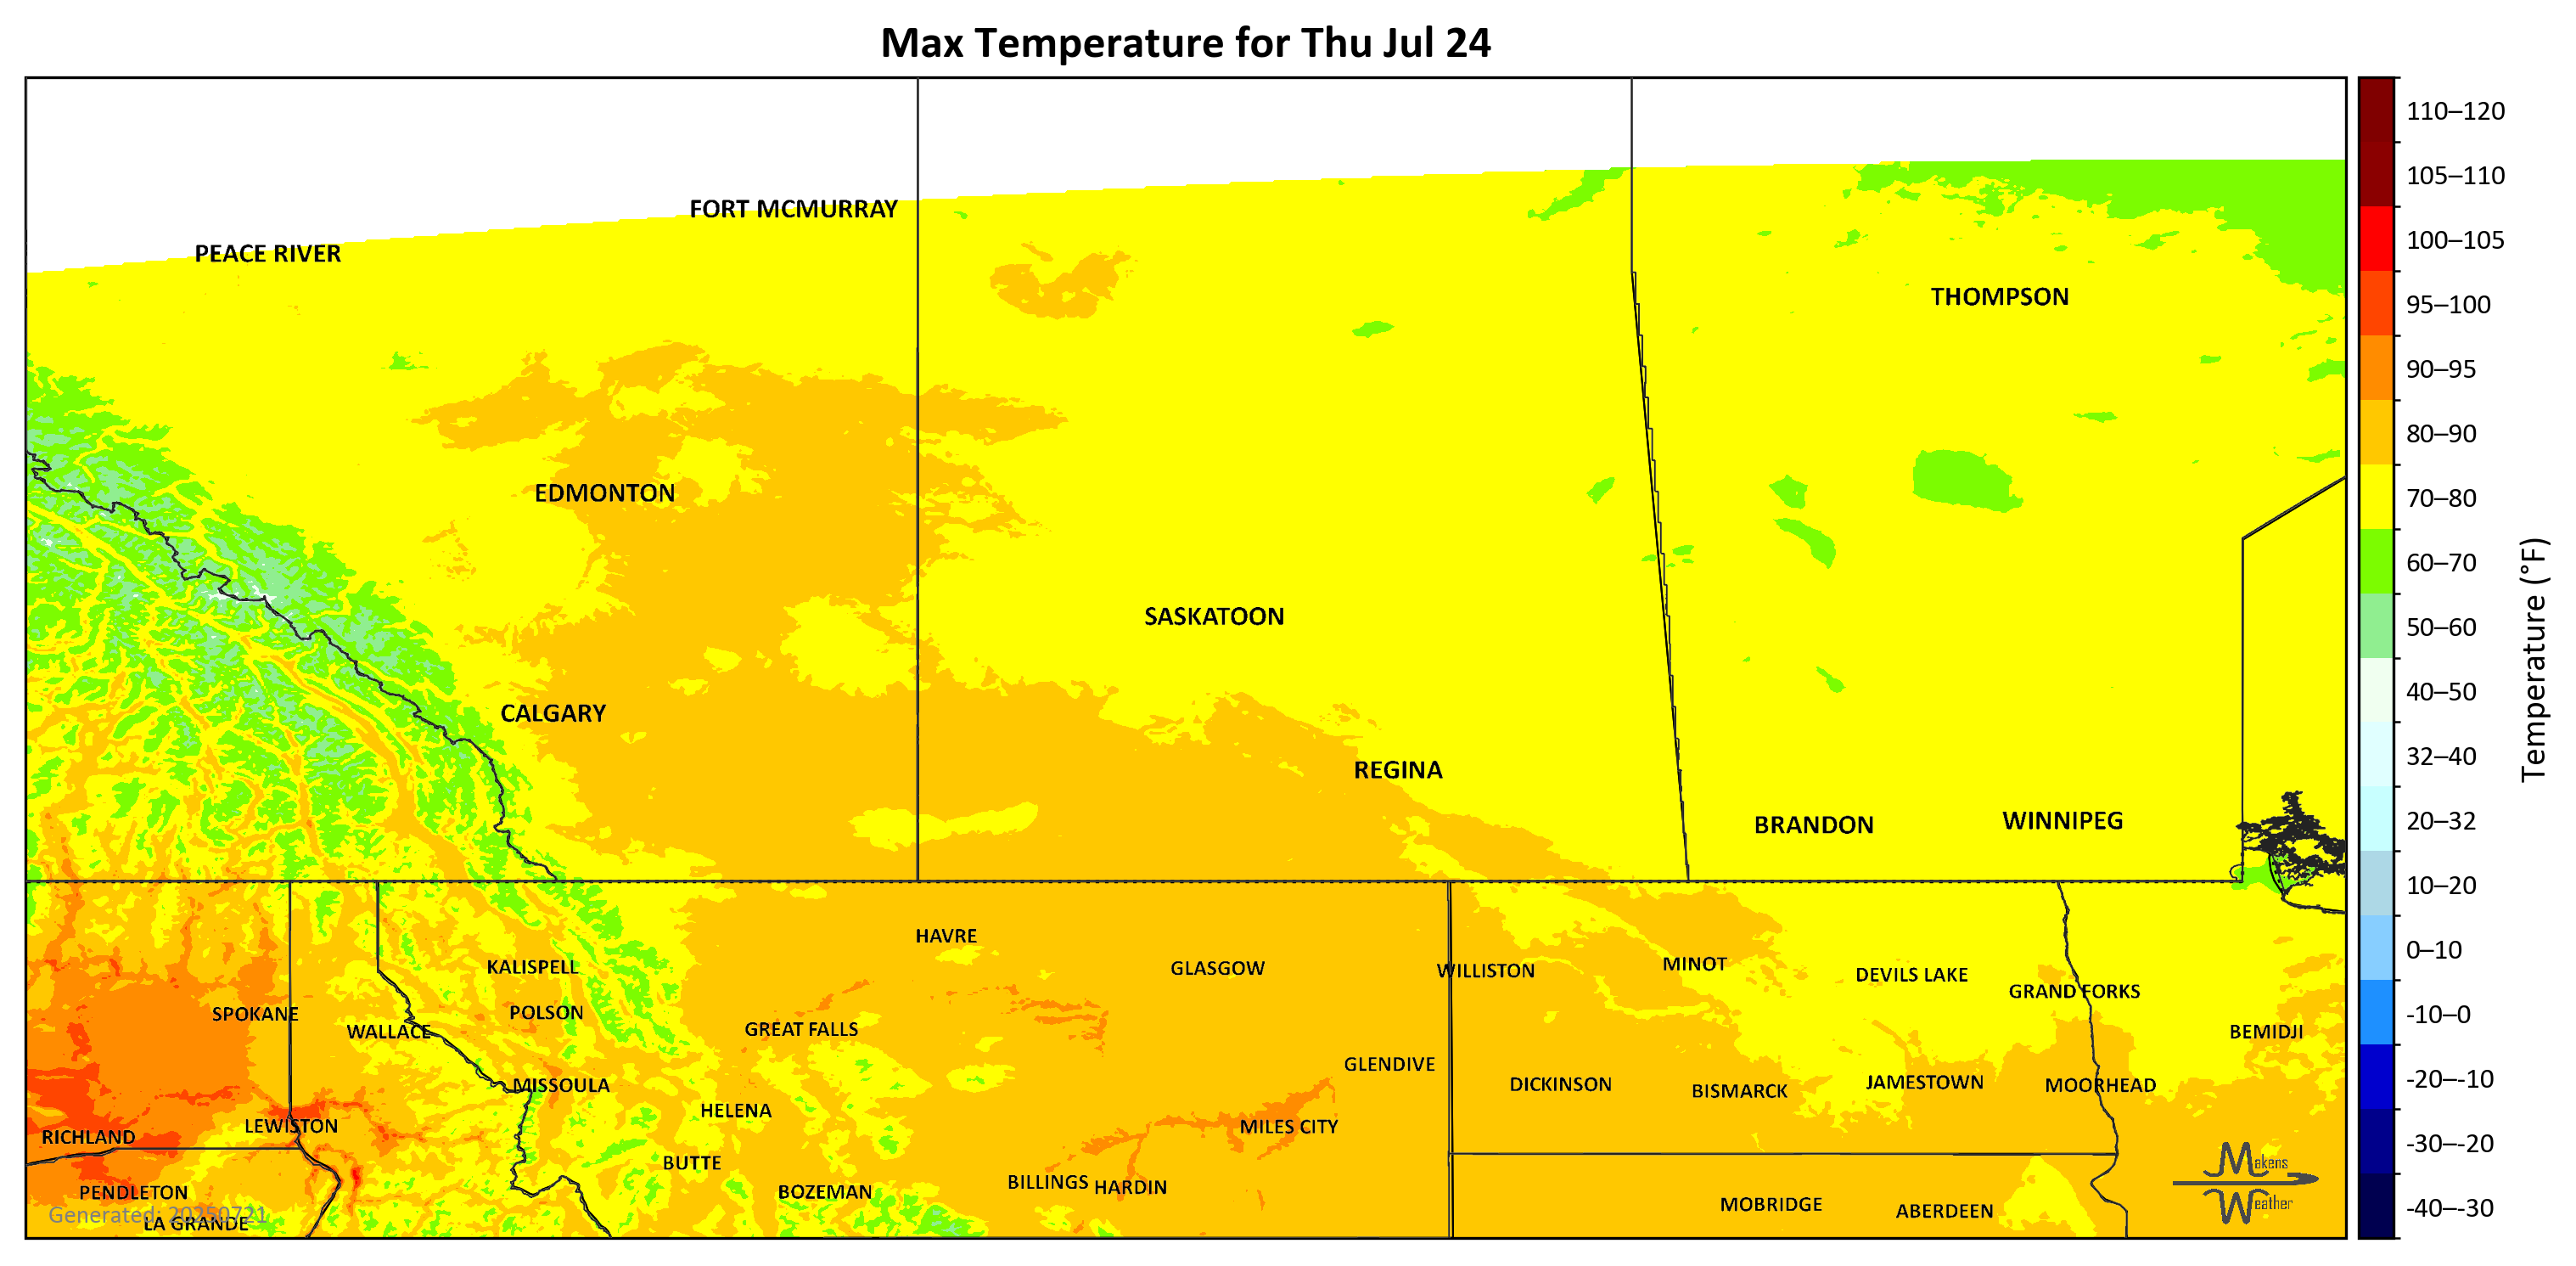 Max Temperature for Thu Jul 24
FORT MCMURRAY
PEACE RIVER
THOMPSON
EDMONTON
SASKATOON
CALGARY
REGINA
BRANDON
WINNIPEG
HAVRE
KALISPELL
GLASGOW
WILLISTON
MINOT
DEVILS LAKE
GRAND FORKS
SPOKANE
POLSON
WALLACE
GREAT FALLS
BEMIDJI
GLENDIVE
MISSOULA
DICKINSON
BISMARCK
JAMESTOWN
MOORHEAD
HELENA
LEWISTON
MILES CITY
RICHLAND
BUTTE
BILLINGS
HARDIN
BOZEMAN
PENDLETON
MOBRIDGE
ABERDEEN
LA GRANDE
Generated: 20250721
Makens
Weather
110–120
105–110
100–105
95–100
90–95
80–90
70–80
60–70
50–60
40–50
32–40
20–32
10–20
0–10
-10–0
-20–-10
-30–-20
-40–-30
Temperature (°F)